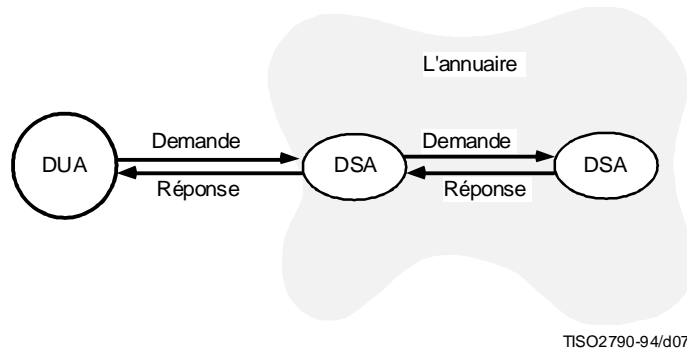 L'annuaire
Demande
Demande
DUA
DSA
DSA
Réponse
Réponse
TISO2790-94/d07